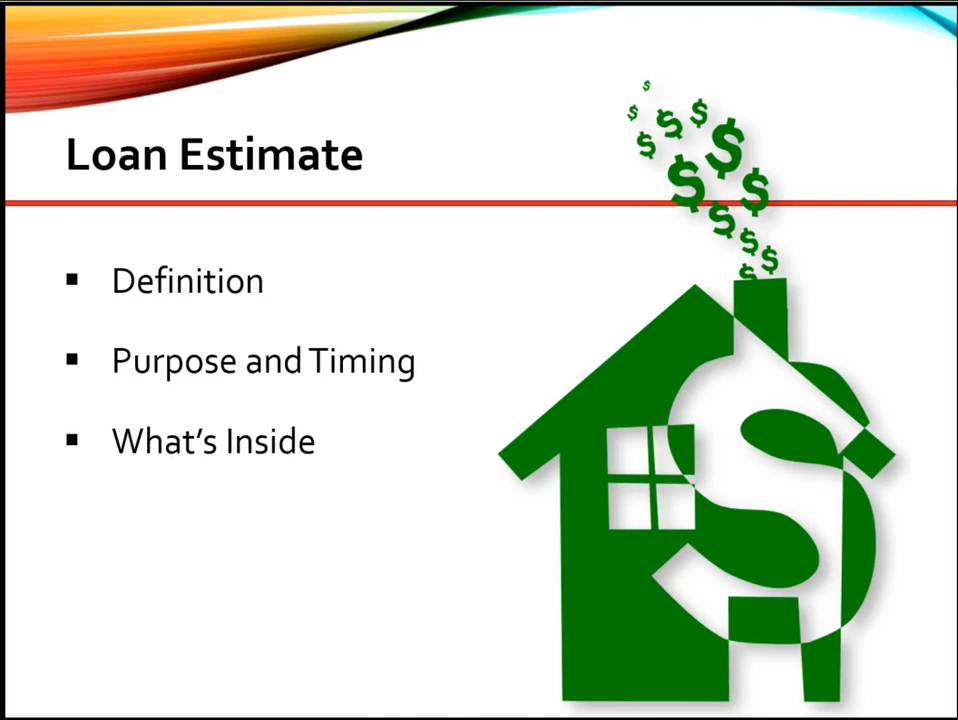 Loan Estimate
▪ Definition
▪ Purpose and Timing
▪ What’s Inside